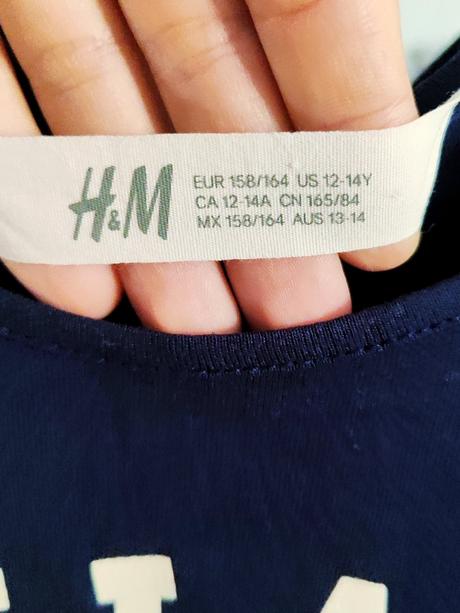 H&M
EUR 158/164 US 12-14Y
CA 12-14A CN 165/84
MX 158/164 AUS 13-14